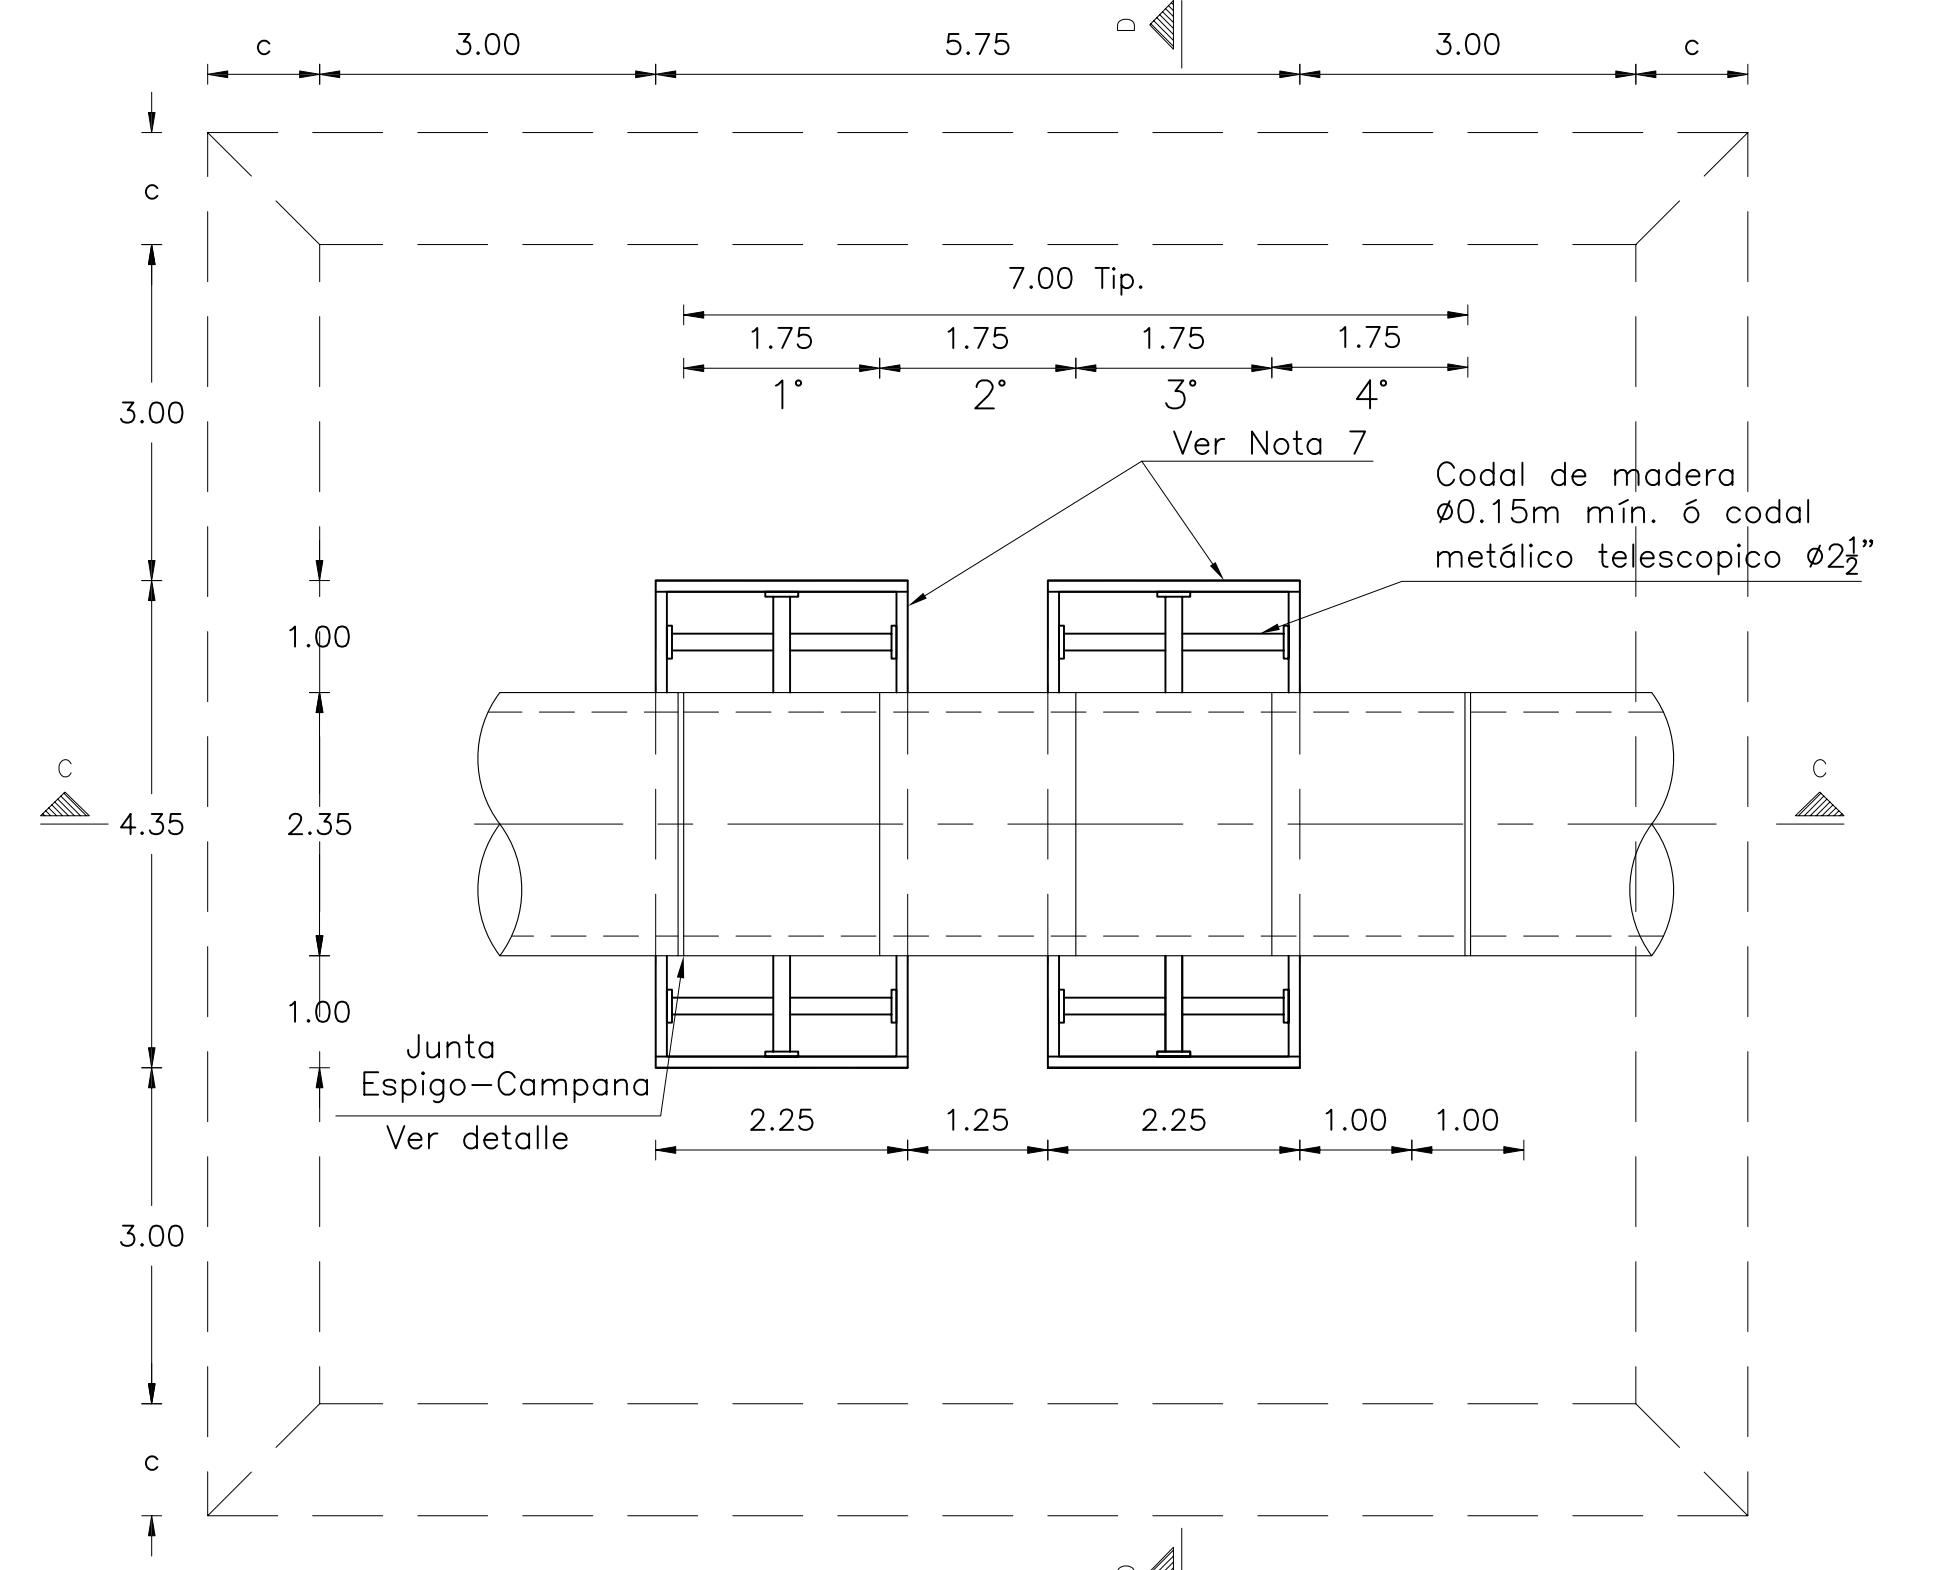 D
c 3.00 5.75 3.00 c
c
7.00 Tip.
1.75 1.75 1.75 1.75
1° 2° 3° 4°
3.00
Ver Nota 7
Codal de madera
Ø0.15m mín. ó codal
metálico telescopico Ø2½”
1.00
C C
4.35 2.35
1.00
Junta
Espigo-Campana
Ver detalle
2.25 1.25 2.25 1.00 1.00
3.00
c